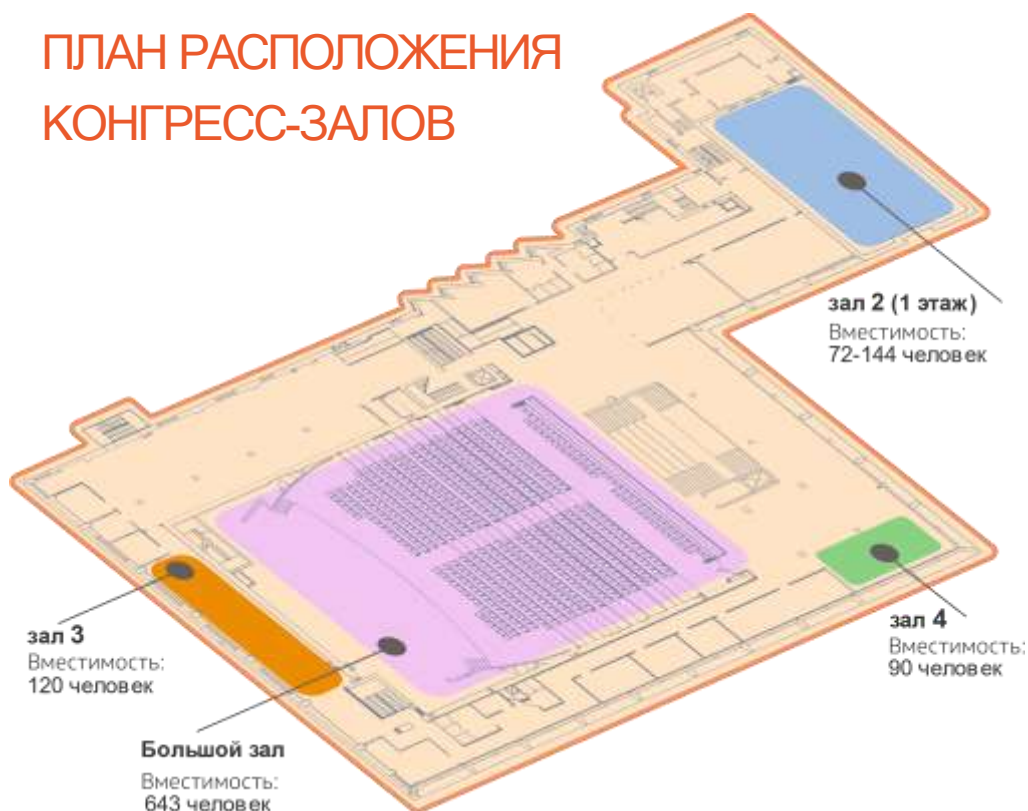 ПЛАН РАСПОЛОЖЕНИЯ
КОНГРЕСС-ЗАЛОВ
зал 2 (1 этаж)
Вместимость:
72-144 человек
зал 3
Вместимость:
120 человек
зал 4
Вместимость:
90 человек
Большой зал
Вместимость:
643 человек